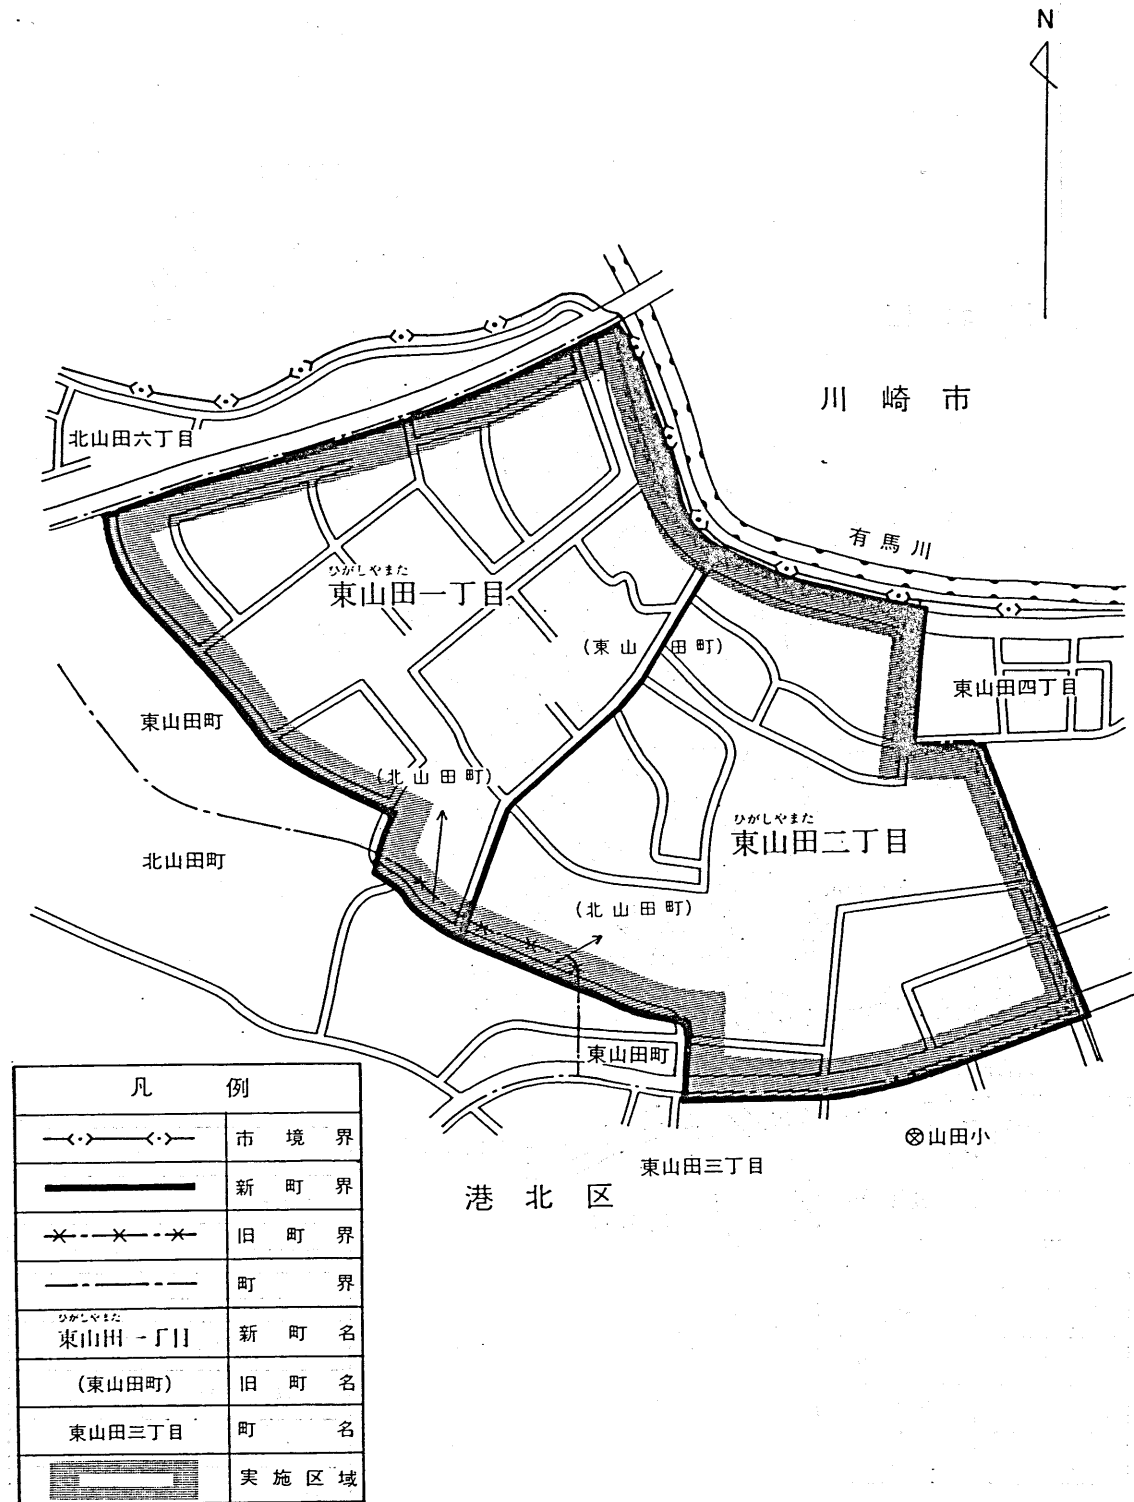 N
川崎市
北山田六丁目
有馬川
ひがしやまた
東山田一丁目
(東山田町)
東山田四丁目
東山田町
(北山田町)
ひがしやまた
東山田二丁目
北山田町
(北山田町)
東山田町
山田小
東山田三丁目
港北区
凡例
市境界
新町界
旧町界
町界
ひがしやまた
東山田一丁目 新町名
(東山田町) 旧町名
東山田三丁目 町名
実施区域